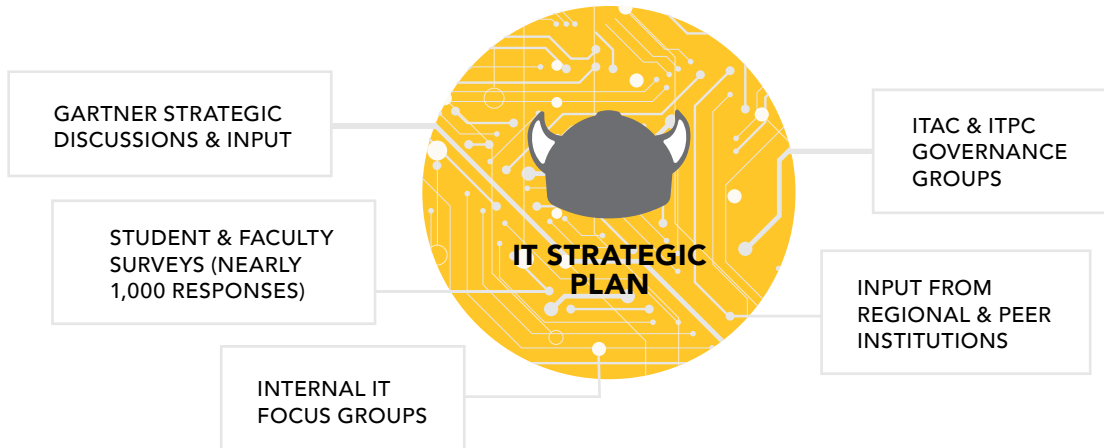 GARTNER STRATEGIC
DISCUSSIONS & INPUT
STUDENT & FACULTY
SURVEYS (NEARLY
1,000 RESPONSES)
INTERNAL IT
FOCUS GROUPS
IT STRATEGIC
PLAN
ITAC & ITPC
GOVERNANCE
GROUPS
INPUT FROM
REGIONAL & PEER
INSTITUTIONS